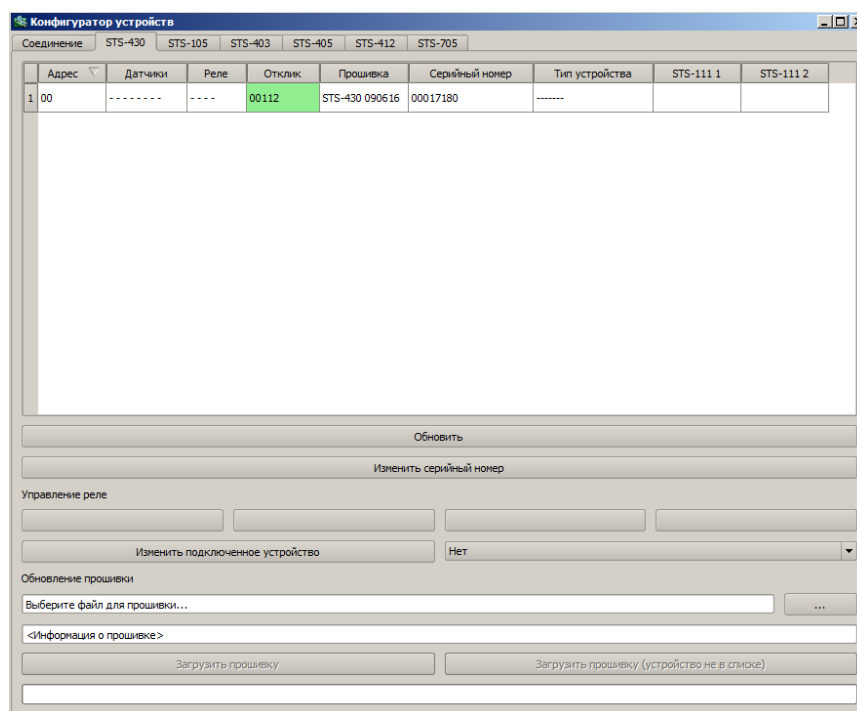 Конфигуратор устройств
Соединение STS-430 STS-105 STS-403 STS-405 STS-412 STS-705
Адрес Датчики Реле Отклик Прошивка Серийный номер Тип устройства STS-111 1 STS-111 2
1 00 - - - - - - - - - - - - 00112 STS-430 090616 00017180 -------
Обновить
Изменить серийный номер
Управление реле
Изменить подключенное устройство Нет
Обновление прошивки
Выберите файл для прошивки... ...
<Информация о прошивке>
Загрузить прошивку Загрузить прошивку (устройство не в списке)